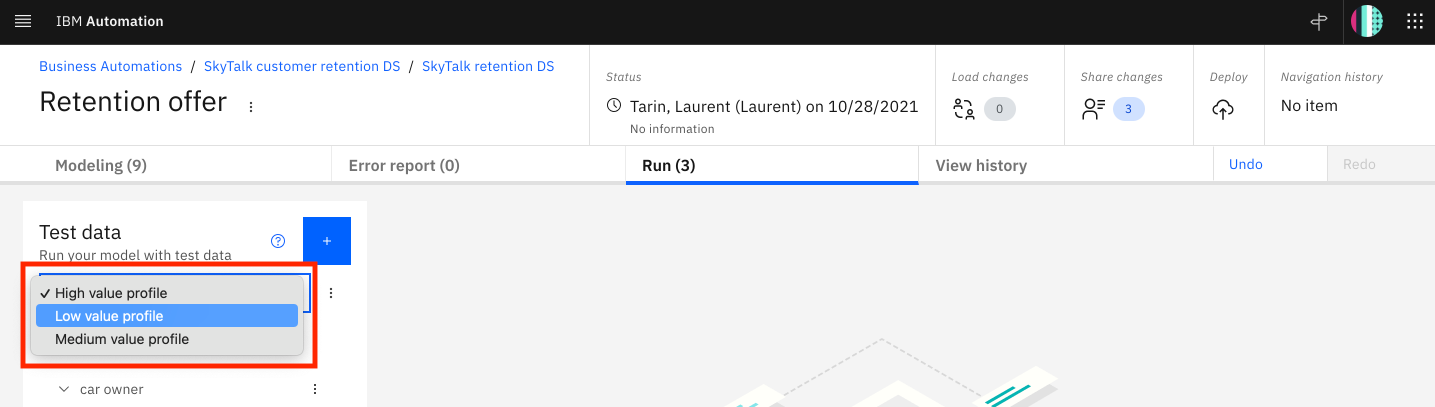 IBM Automation
Business Automations / SkyTalk customer retention DS / SkyTalk retention DS
Retention offer
Status
Tarin, Laurent (Laurent) on 10/28/2021
No information
Load changes
0
Share changes
3
Deploy
Navigation history
No item
Modeling (9)
Error report (0)
Run (3)
View history
Undo
Redo
Test data
Run your model with test data
✓ High value profile
Low value profile
Medium value profile
car owner